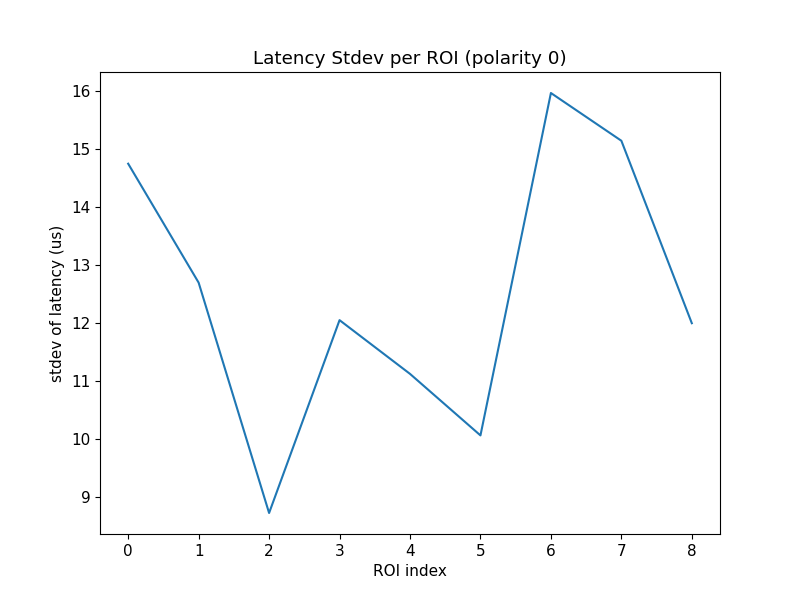 Latency Stdev per ROI (polarity 0)
16
15
14
13
12
11
10
9
stdev of latency (us)
0 1 2 3 4 5 6 7 8
ROI index